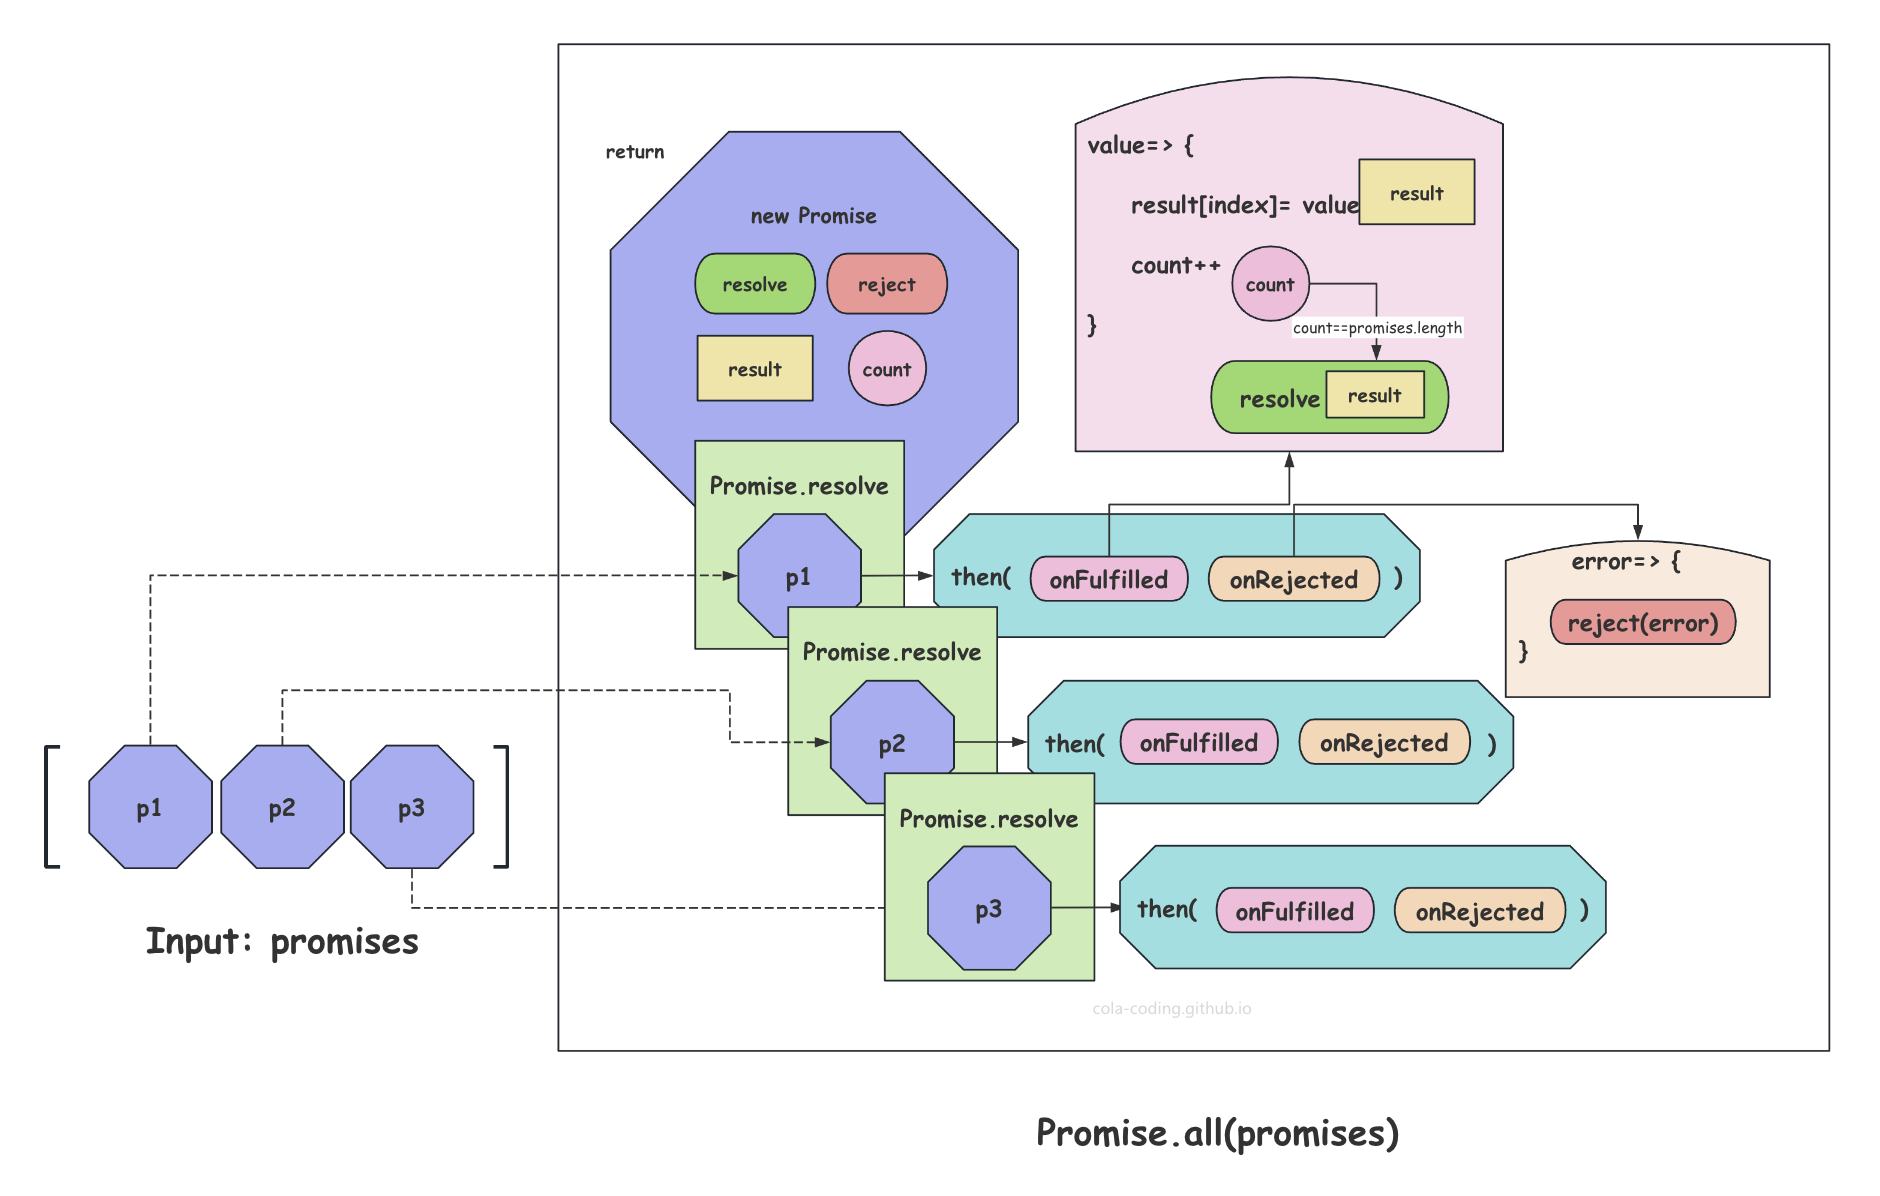 return
new Promise
resolve
reject
result
count
value=> {
result[index]= value
result
count++
count
count==promises.length
}
resolve
result
Promise.resolve
p1
then(
onFulfilled
onRejected
)
error=> {
reject(error)
}
Promise.resolve
p2
then(
onFulfilled
onRejected
)
Promise.resolve
p3
then(
onFulfilled
onRejected
)
[
p1
p2
p3
]
Input: promises
cola-coding.github.io
Promise.all(promises)